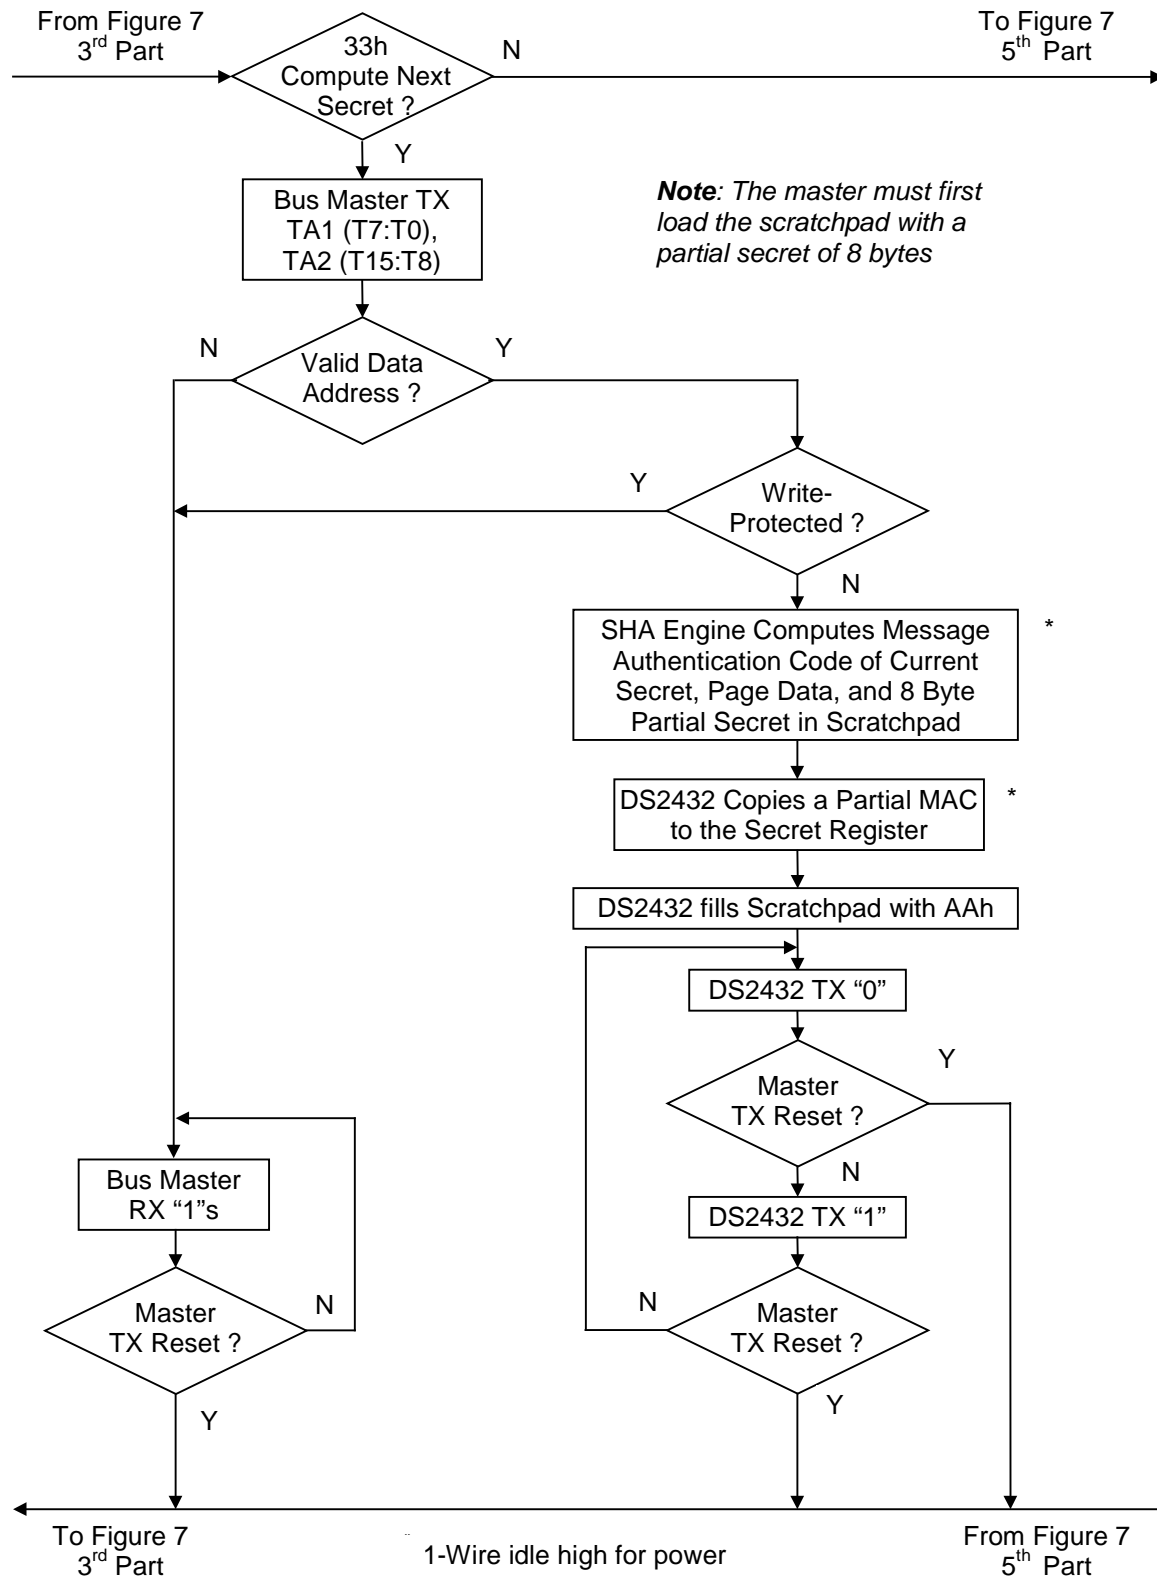 From Figure 7
3rd Part
To Figure 7
5th Part
33h
Compute Next
Secret ?
N
Y
Bus Master TX
TA1 (T7:T0),
TA2 (T15:T8)
Note: The master must first
load the scratchpad with a
partial secret of 8 bytes
N
Y
Valid Data
Address ?
Y
Write-
Protected ?
N
SHA Engine Computes Message
Authentication Code of Current
Secret, Page Data, and 8 Byte
Partial Secret in Scratchpad
*
DS2432 Copies a Partial MAC
to the Secret Register
*
DS2432 fills Scratchpad with AAh
DS2432 TX “0”
Master
TX Reset ?
Y
N
DS2432 TX “1”
Bus Master
RX “1”s
Master
TX Reset ?
N
Y
N
Master
TX Reset ?
Y
To Figure 7
3rd Part
1-Wire idle high for power
From Figure 7
5th Part